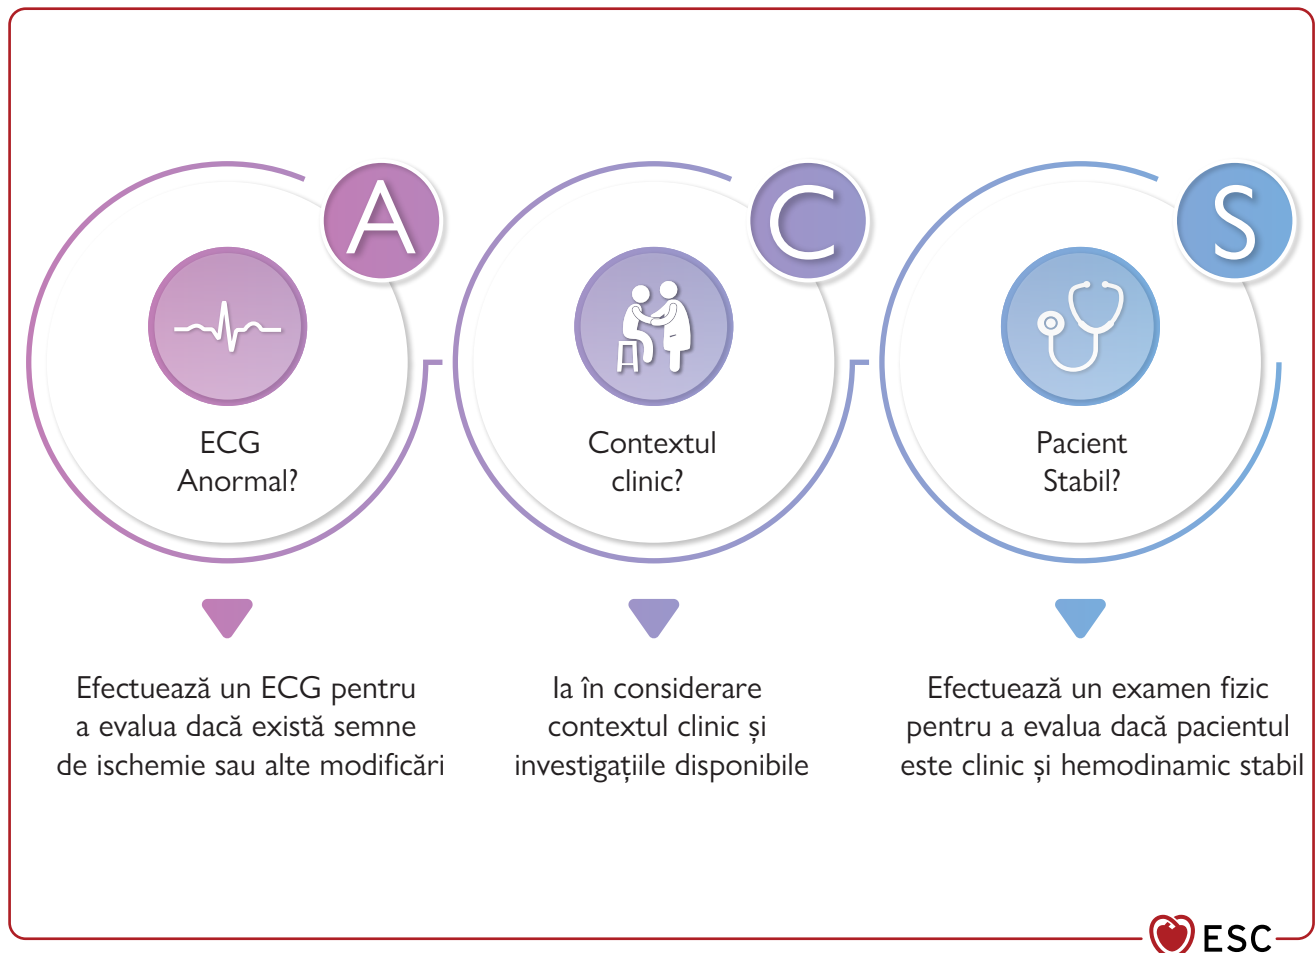 A
ECG
Anormal?
Efectuează un ECG pentru
a evalua dacă există semne
de ischemie sau alte modificări
C
Contextul
clinic?
Ia în considerare
contextul clinic și
investigațiile disponibile
S
Pacient
Stabil?
Efectuează un examen fizic
pentru a evalua dacă pacientul
este clinic și hemodinamic stabil
ESC